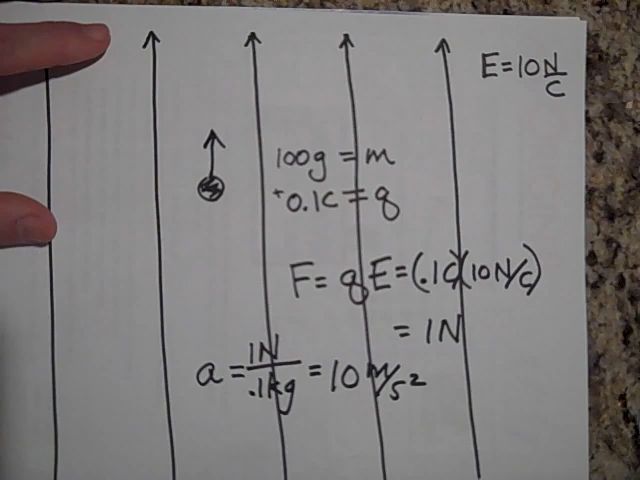 E=10N/C
100g = m
+0.1C = q
F= qE=(.1C)(10N/C)
= 1N
a = 1N/.1kg = 10 m/s²